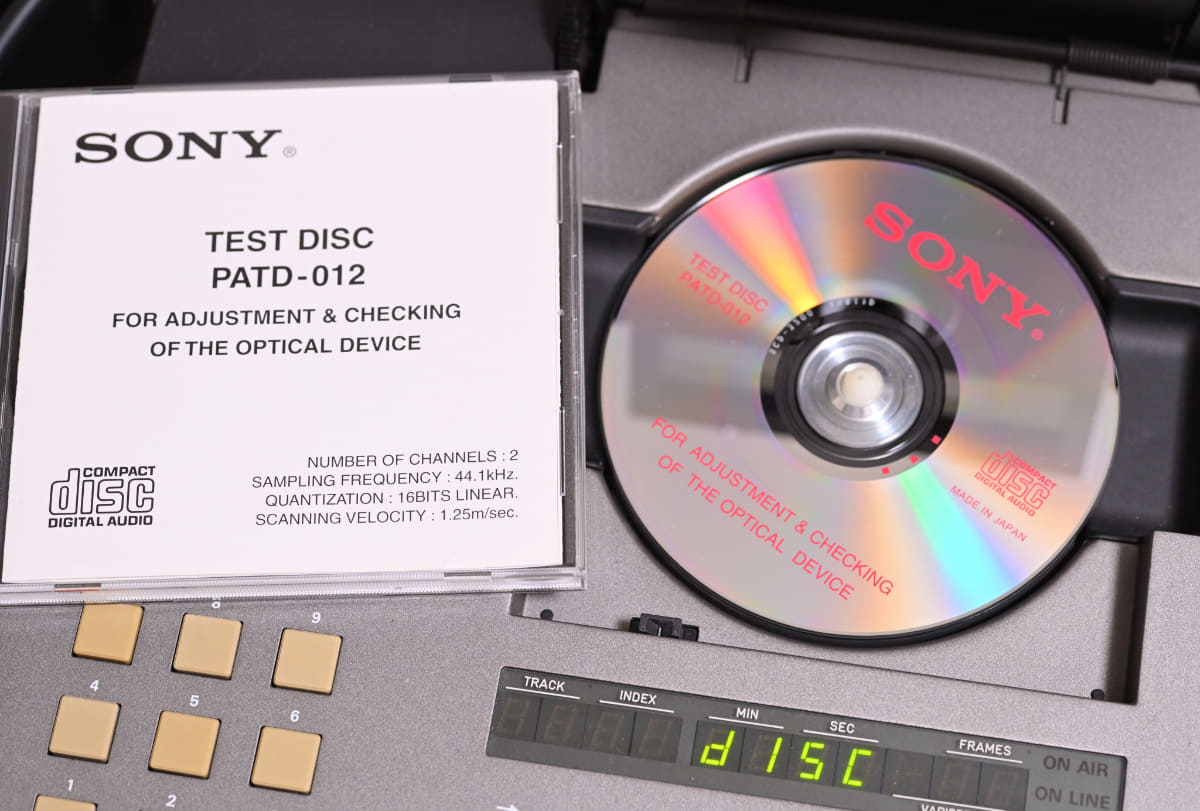 SONY®
TEST DISC
PATD-012
FOR ADJUSTMENT & CHECKING
OF THE OPTICAL DEVICE
COMPACT
disc
DIGITAL AUDIO
NUMBER OF CHANNELS : 2
SAMPLING FREQUENCY : 44.1kHz.
QUANTIZATION : 16BITS LINEAR.
SCANNING VELOCITY : 1.25m/sec.
SONY®
TEST DISC
PATD-012
FOR ADJUSTMENT & CHECKING
OF THE OPTICAL DEVICE
COMPACT
disc
DIGITAL AUDIO
MADE IN JAPAN
8
9
4
5
6
1
2
TRACK
INDEX
MIN
SEC
FRAMES
dISC
ON AIR
ON LINE